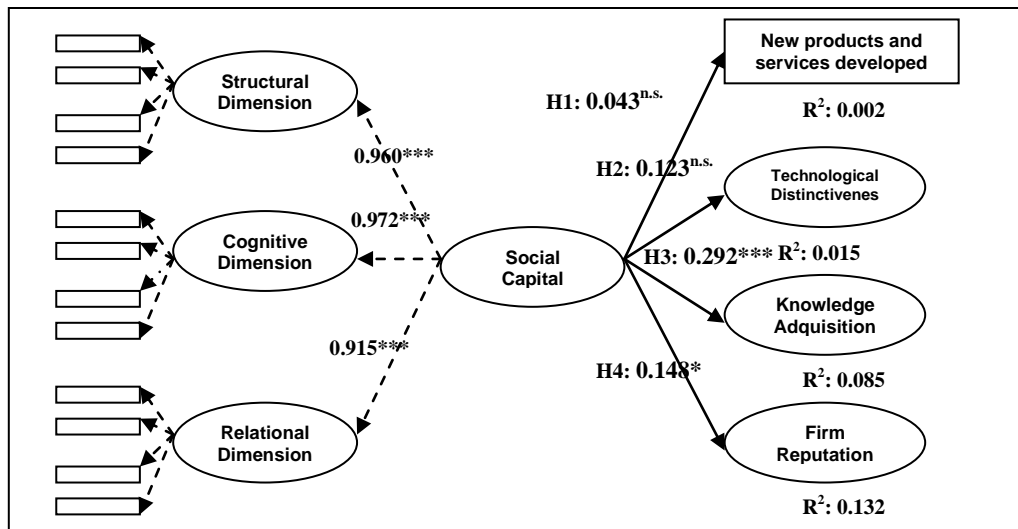 New products and
services developed
Structural
Dimension
H1: 0.043n.s.
R2: 0.002
0.960***
H2: 0.123n.s.
Technological
Distinctivenes
0.972***
Cognitive
Dimension
Social
Capital
H3: 0.292***
R2: 0.015
Knowledge
Adquisition
0.915***
H4: 0.148*
R2: 0.085
Relational
Dimension
Firm
Reputation
R2: 0.132